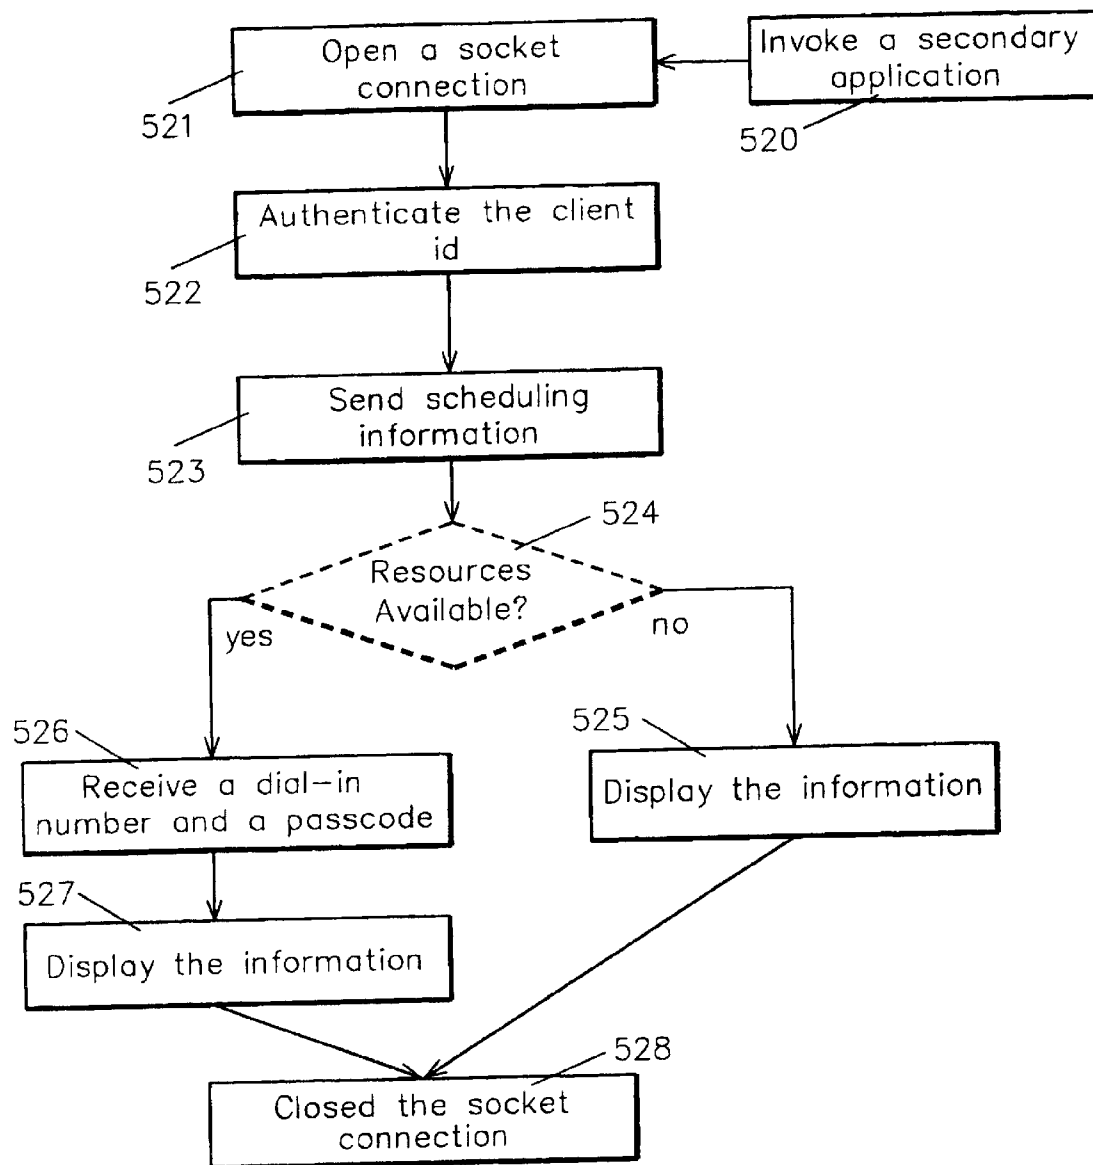 Open a socket
connection
Invoke a secondary
application
521
520
Authenticate the client
id
522
Send scheduling
information
523
524
Resources
Available?
yes
no
526
525
Receive a dial-in
number and a passcode
Display the information
527
Display the information
528
Closed the socket
connection